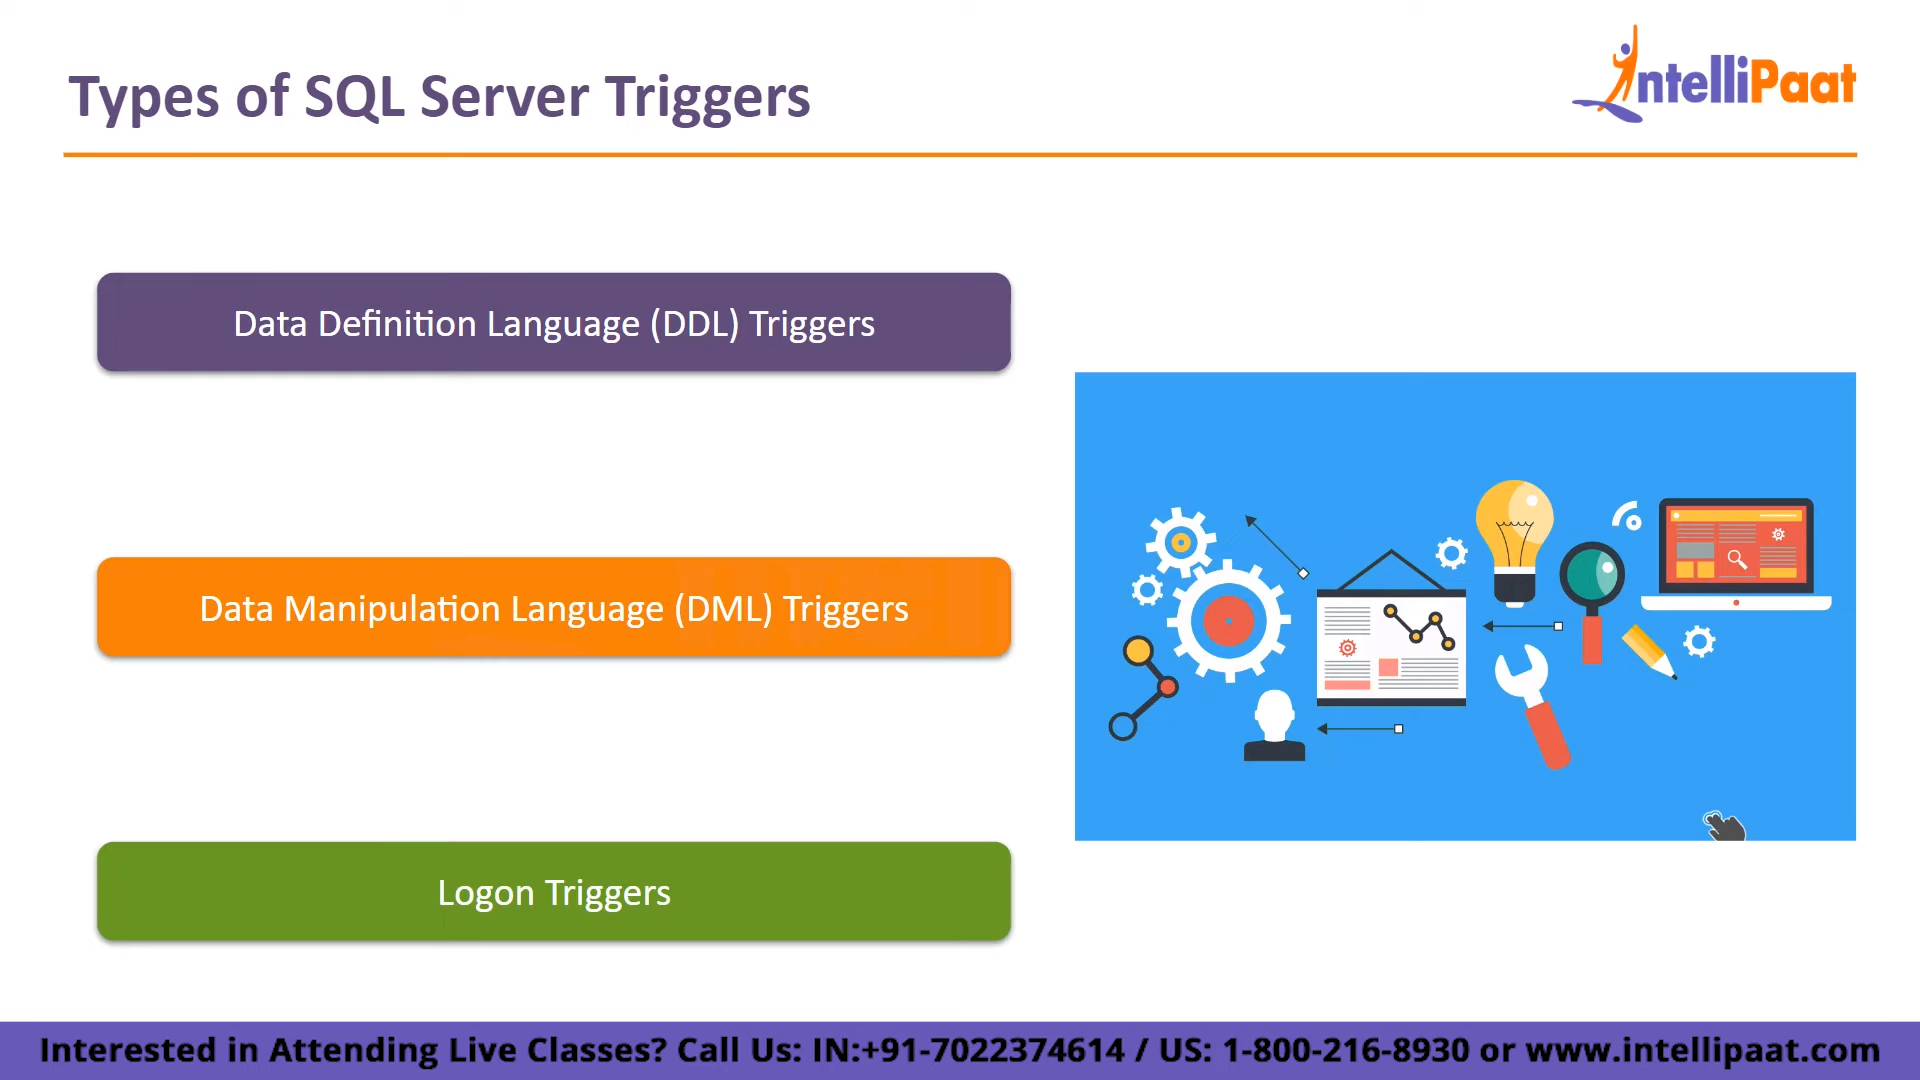 Types of SQL Server Triggers
IntelliPaat
Data Definition Language (DDL) Triggers
Data Manipulation Language (DML) Triggers
Logon Triggers
Interested in Attending Live Classes? Call Us: IN:+91-7022374614 / US: 1-800-216-8930 or www.intellipaat.com